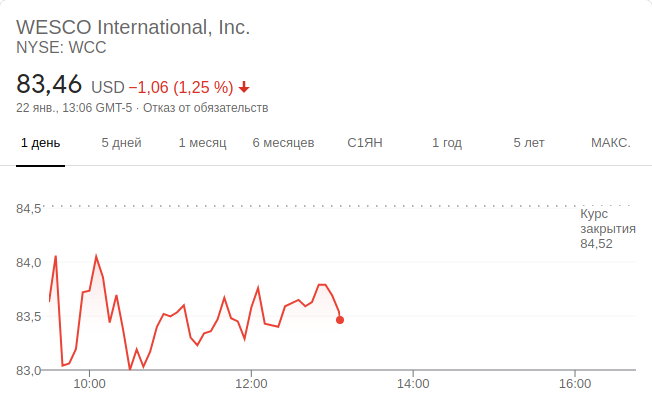 WESCO International, Inc.
NYSE: WCC
83,46 USD −1,06 (1,25 %)
22 янв., 13:06 GMT-5 · Отказ от обязательств
1 день 5 дней 1 месяц 6 месяцев С1ЯН 1 год 5 лет МАКС.
84,5
Курс
закрытия
84,52
84,0
83,5
83,0
10:00 12:00 14:00 16:00